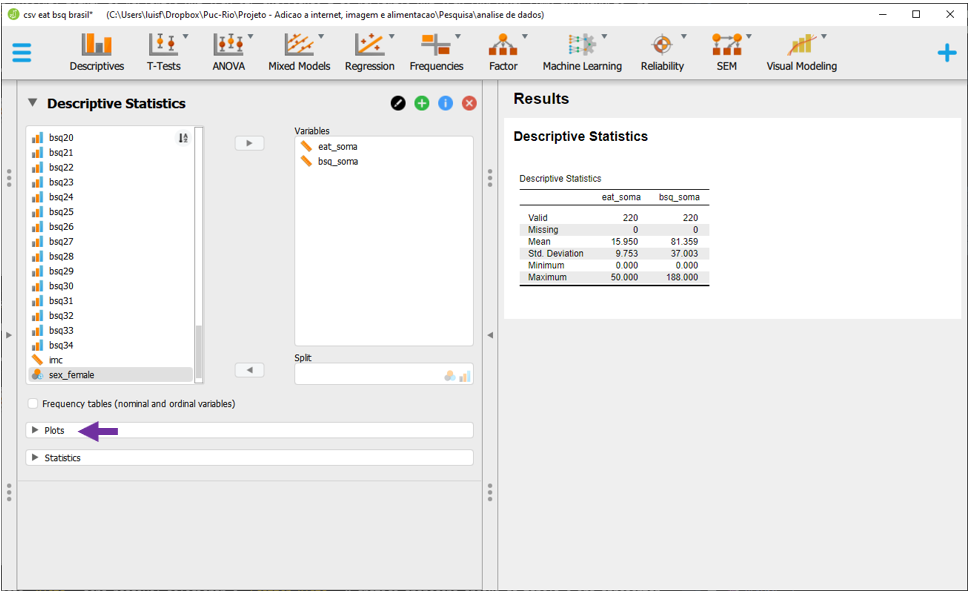 csv eat bsq brasil* (C:\Users\luisf\Dropbox\Puc-Rio\Projeto - Adicao a internet, imagem e alimentacao\Pesquisa\analise de dados)
Descriptives T-Tests ANOVA Mixed Models Regression Frequencies Factor Machine Learning Reliability SEM Visual Modeling
Descriptive Statistics
bsq20
bsq21
bsq22
bsq23
bsq24
bsq25
bsq26
bsq27
bsq28
bsq29
bsq30
bsq31
bsq32
bsq33
bsq34
imc
sex_female
Variables
eat_soma
bsq_soma
Split
Frequency tables (nominal and ordinal variables)
Plots
Statistics
Results
Descriptive Statistics
Descriptive Statistics
eat_soma bsq_soma
Valid 220 220
Missing 0 0
Mean 15.950 81.359
Std. Deviation 9.753 37.003
Minimum 0.000 0.000
Maximum 50.000 188.000